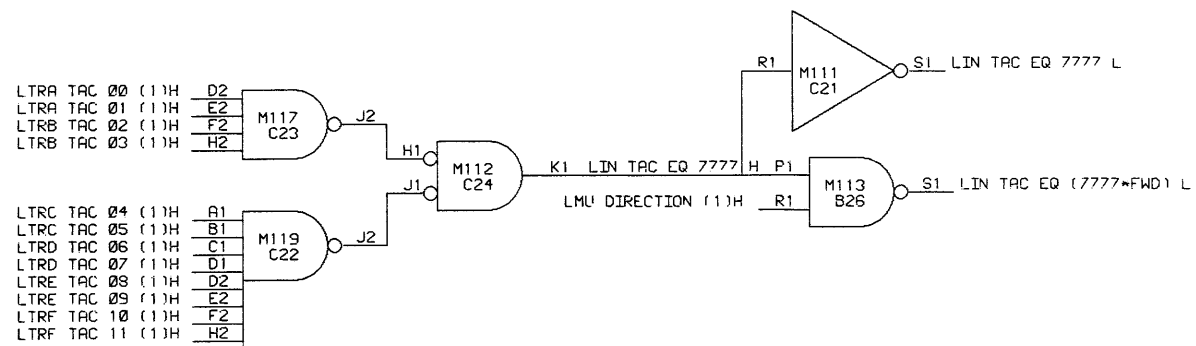 LTRA TAC 00 (1)H D2
LTRA TAC 01 (1)H E2
LTRB TAC 02 (1)H F2
LTRB TAC 03 (1)H H2
M117
C23
J2
LTRC TAC 04 (1)H A1
LTRC TAC 05 (1)H B1
LTRD TAC 06 (1)H C1
LTRD TAC 07 (1)H D1
LTRE TAC 08 (1)H D2
LTRE TAC 09 (1)H E2
LTRF TAC 10 (1)H F2
LTRF TAC 11 (1)H H2
M119
C22
J2
H1
J1
M112
C24
K1 LIN TAC EQ 7777 H P1
LMU DIRECTION (1)H R1
R1
M111
C21
S1 LIN TAC EQ 7777 L
M113
B26
S1 LIN TAC EQ (7777*FWD) L